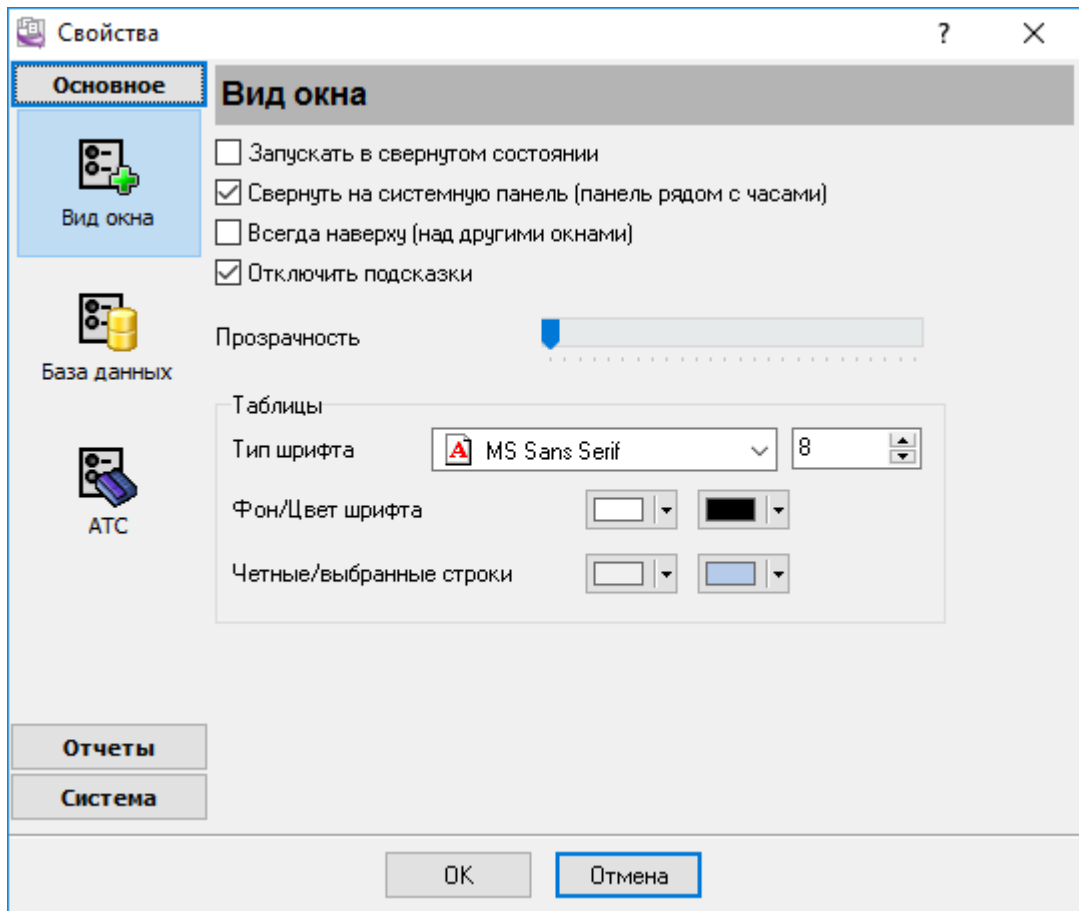 Свойства
?
Основное
Вид окна
Вид окна
Запускать в свернутом состоянии
Свернуть на системную панель (панель рядом с часами)
Всегда наверху (над другими окнами)
Отключить подсказки
Прозрачность
База данных
АТС
Таблицы
Тип шрифта
A MS Sans Serif
8
Фон/Цвет шрифта
Четные/выбранные строки
Отчеты
Система
OK
Отмена